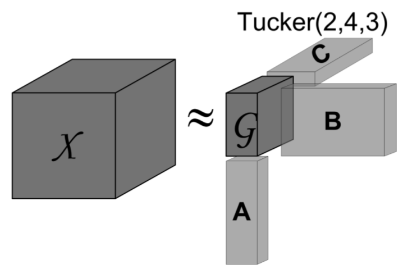 Tucker(2,4,3)
C
𝒳 ≈ 𝒢 B
A